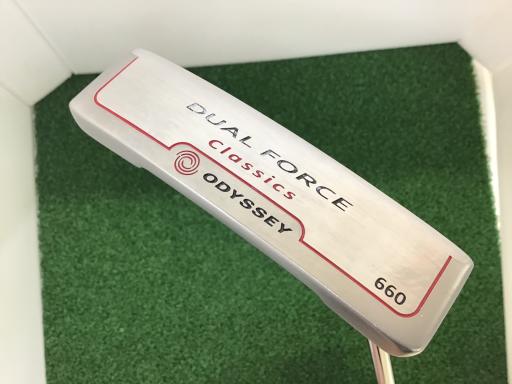 DUAL FORCE
Classics
ODYSSEY
660